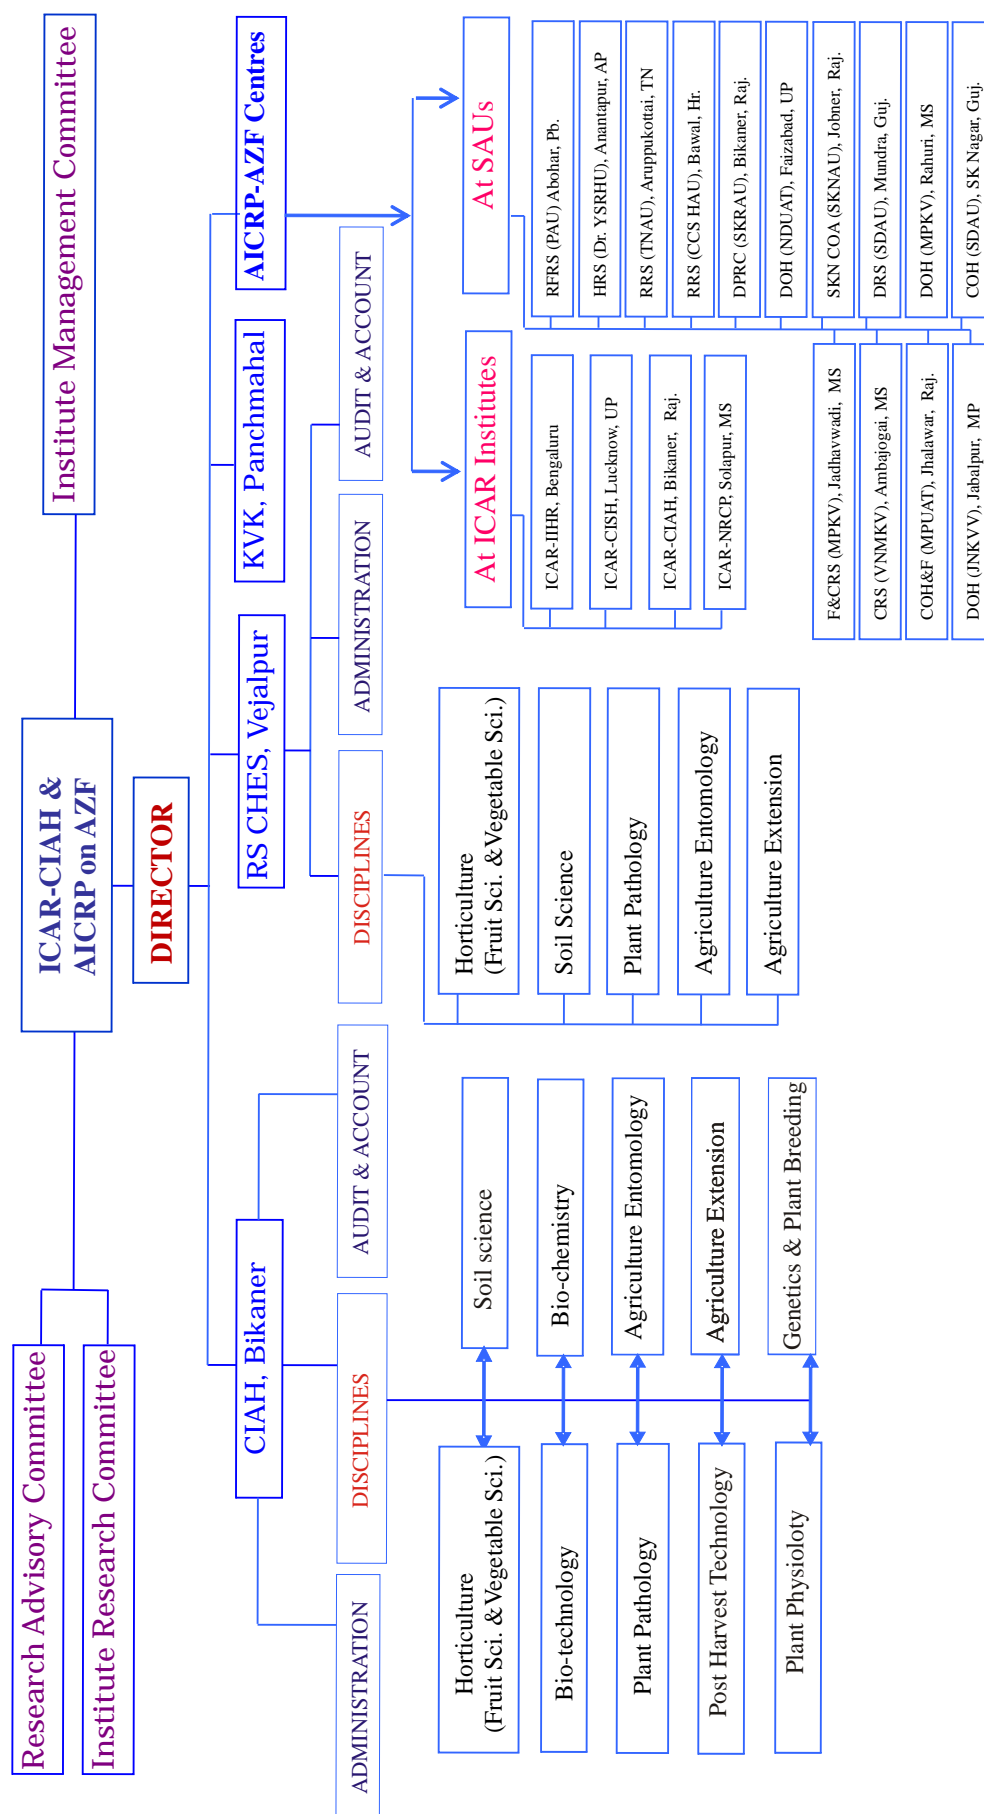 Research Advisory Committee
Institute Research Committee
ICAR-CIAH &
AICRP on AZF
Institute Management Committee
DIRECTOR
CIAH, Bikaner
RS CHES, Vejalpur
KVK, Panchmahal
AICRP-AZF Centres
ADMINISTRATION
DISCIPLINES
AUDIT & ACCOUNT
DISCIPLINES
ADMINISTRATION
AUDIT & ACCOUNT
Horticulture
(Fruit Sci. &Vegetable Sci.)
Soil science
Bio-technology
Bio-chemistry
Plant Pathology
Agriculture Entomology
Post Harvest Technology
Agriculture Extension
Plant Physioloty
Genetics & Plant Breeding
Horticulture
(Fruit Sci. &Vegetable Sci.)
Soil Science
Plant Pathology
Agriculture Entomology
Agriculture Extension
At ICAR Institutes
ICAR-IIHR, Bengaluru
ICAR-CISH, Lucknow, UP
ICAR-CIAH, Bikaner, Raj.
ICAR-NRCP, Solapur, MS
At SAUs
RFRS (PAU) Abohar, Pb.
HRS (Dr. YSRHU), Anantapur, AP
RRS (TNAU), Aruppukottai, TN
RRS (CCS HAU), Bawal, Hr.
DPRC (SKRAU), Bikaner, Raj.
DOH (NDUAT), Faizabad, UP
SKN COA (SKNAU), Jobner, Raj.
DRS (SDAU), Mundra, Guj.
DOH (MPKV), Rahuri, MS
COH (SDAU), SK Nagar, Guj.
F&CRS (MPKV), Jadhavwadi, MS
CRS (VNMKV), Ambajogai, MS
COH&F (MPUAT), Jhalawar, Raj.
DOH (JNKVV), Jabalpur, MP